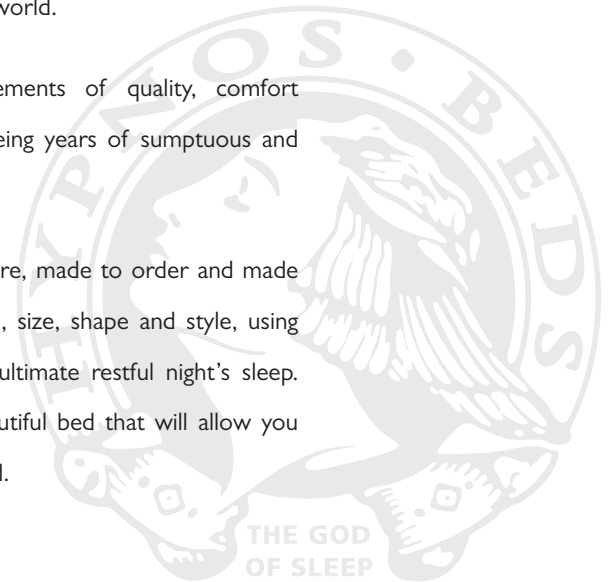 world.
ements of quality, comfort
eing years of sumptuous and
re, made to order and made
, size, shape and style, using
ultimate restful night's sleep.
utiful bed that will allow you
.
HYPNOS • BEDS
THE GOD
OF SLEEP